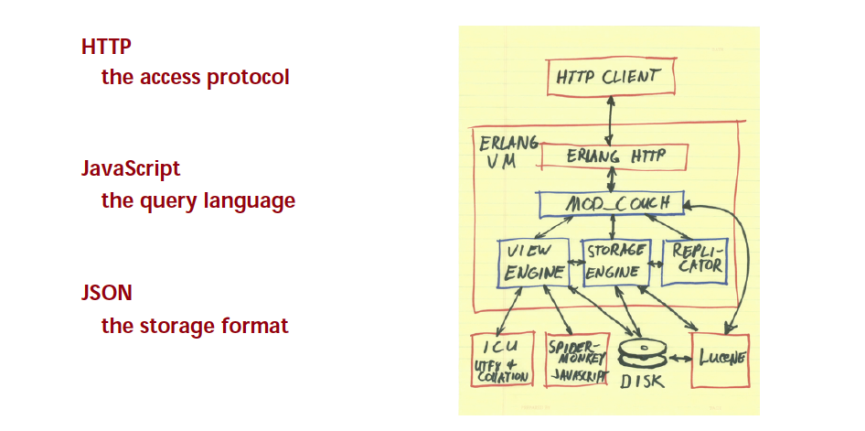 HTTP
the access protocol
JavaScript
the query language
JSON
the storage format
HTTP CLIENT
ERLANG
VM
ERLANG HTTP
MOD_COUCH
VIEW
ENGINE
STORAGE
ENGINE
REPLI-
CATOR
ICU
UTF8 &
COLLATION
SPIDER-
MONKEY
JAVASCRIPT
DISK
LUCENE